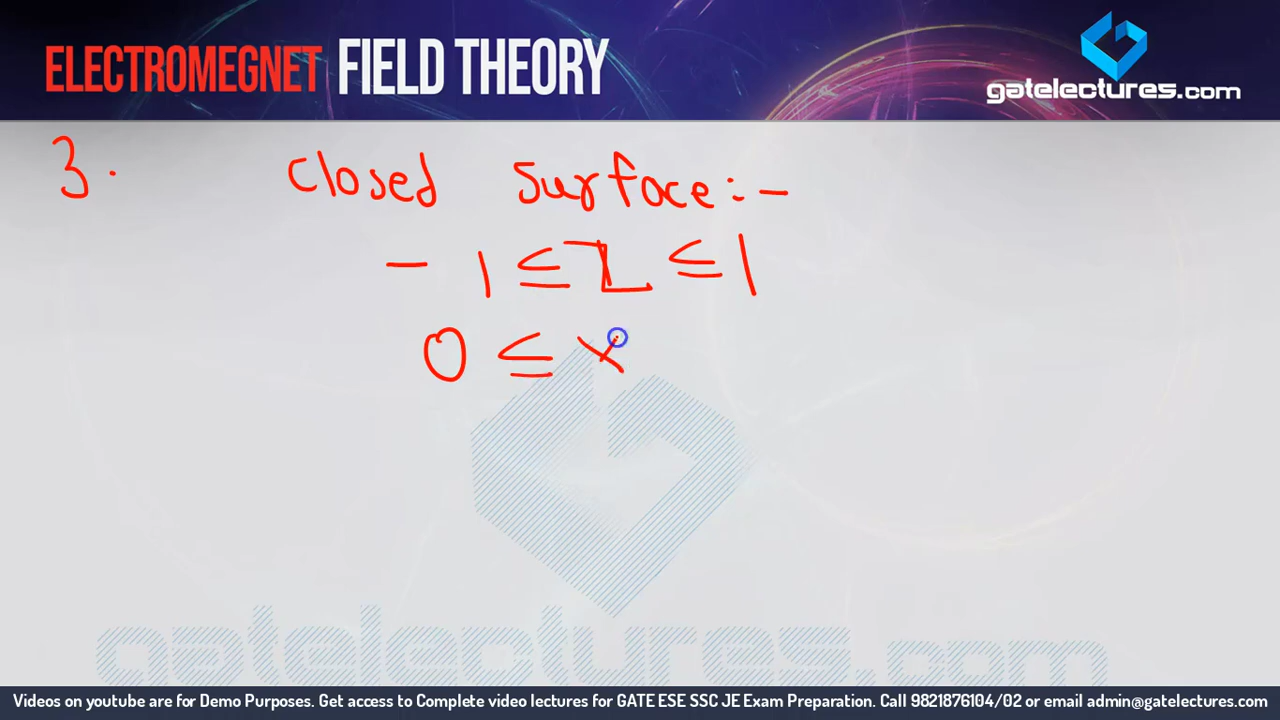 ELECTROMEGNET FIELD THEORY
gatelectures.com
3. Closed Surface:-
- 1 ≤ Z ≤ 1
0 ≤ x
gatelectures.com
Videos on youtube are for Demo Purposes. Get access to Complete video lectures for GATE ESE SSC JE Exam Preparation. Call 9821876104/02 or email admin@gatelectures.com